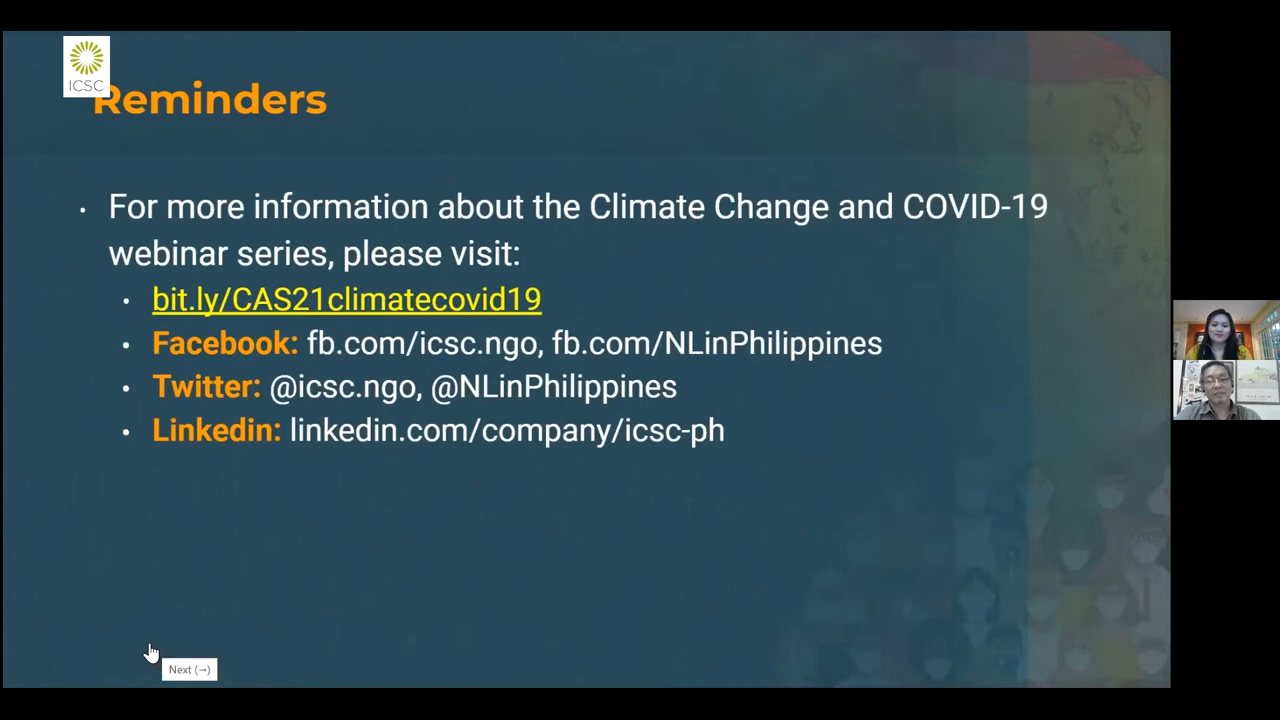 ICSC
Reminders
For more information about the Climate Change and COVID-19
webinar series, please visit:
bit.ly/CAS21climatecovid19
Facebook: fb.com/icsc.ngo, fb.com/NLinPhilippines
Twitter: @icsc.ngo, @NLinPhilippines
Linkedin: linkedin.com/company/icsc-ph
Next (→)